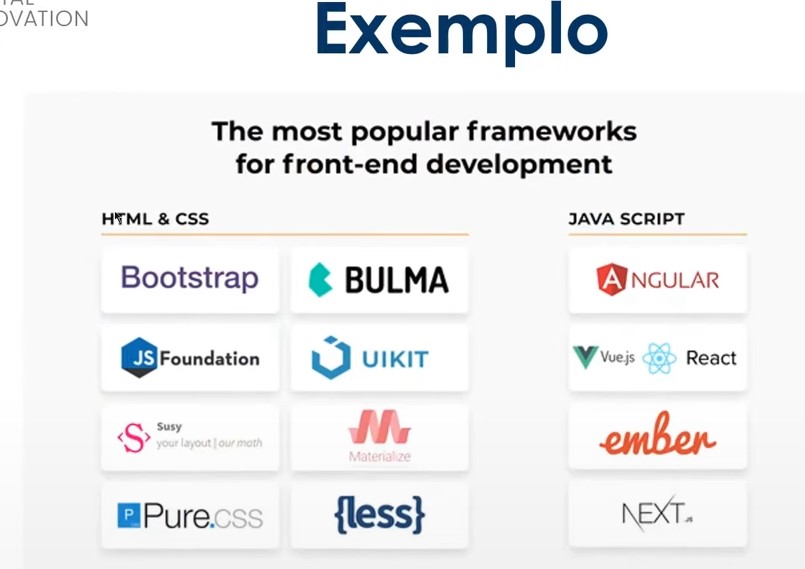 OVATION
Exemplo
The most popular frameworks
for front-end development
HTML & CSS
Bootstrap
BULMA
JS Foundation
UIKIT
S Susy
your layout | our math
Materialize
P Pure.css
{less}
JAVA SCRIPT
ANGULAR
Vue.js React
ember
NEXT.JS